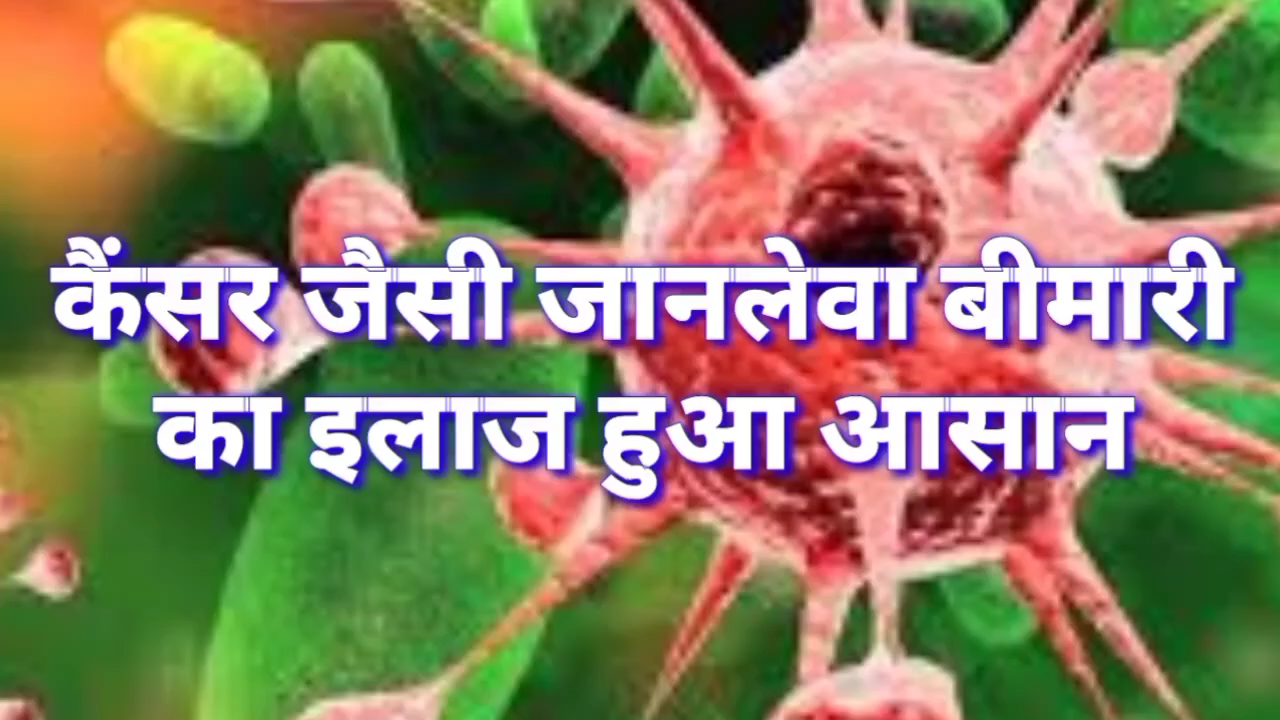 कैंसर जैसी जानलेवा बीमारी
का इलाज हुआ आसान